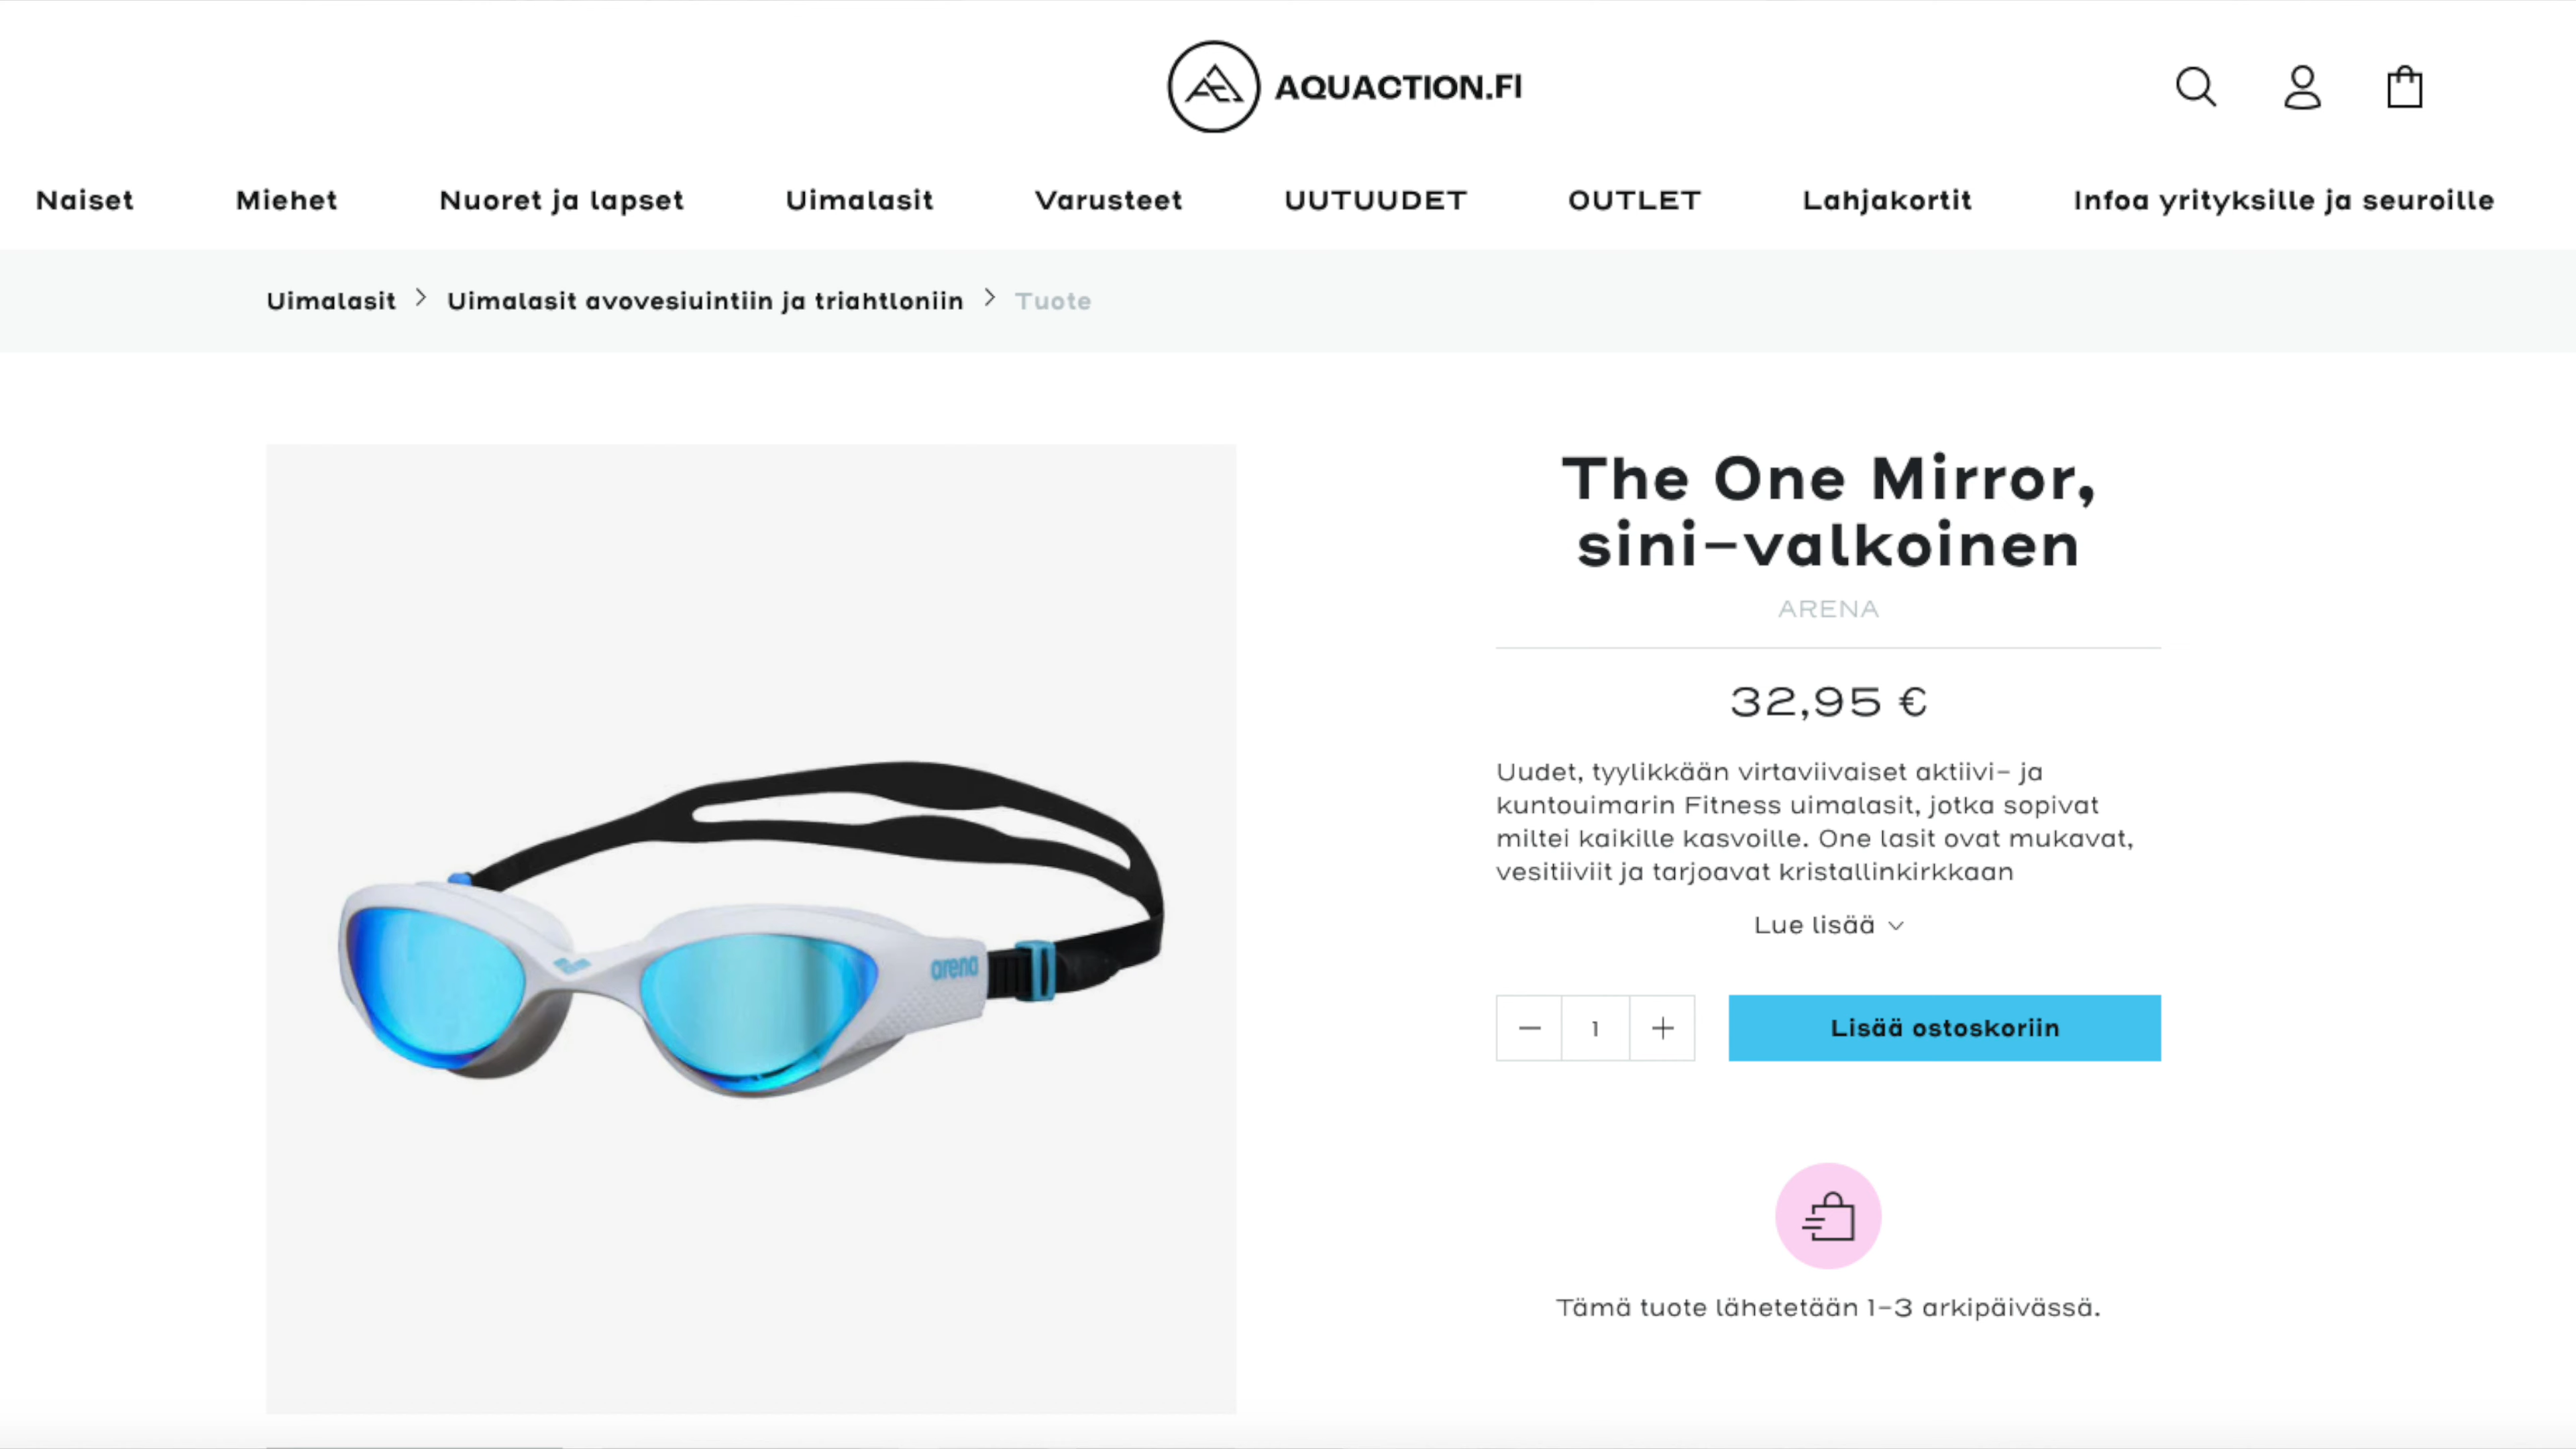 AQUACTION.FI
Naiset Miehet Nuoret ja lapset Uimalasit Varusteet UUTUUDET OUTLET Lahjakortit Infoa yrityksille ja seuroille
Uimalasit > Uimalasit avovesiuintiin ja triahtloniin > Tuote
arena
The One Mirror,
sini-valkoinen
ARENA
32,95 €
Uudet, tyylikkään virtaviivaiset aktiivi- ja
kuntouimarin Fitness uimalasit, jotka sopivat
miltei kaikille kasvoille. One lasit ovat mukavat,
vesitiiviit ja tarjoavat kristallinkirkkaan
Lue lisää
1
Lisää ostoskoriin
Tämä tuote lähetetään 1-3 arkipäivässä.